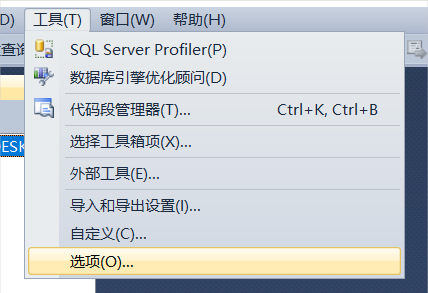 D) 工具(T) 窗口(W) 帮助(H)
查询
SQL Server Profiler(P)
数据库引擎优化顾问(D)
代码段管理器(T)... Ctrl+K, Ctrl+B
选择工具箱项(X)...
DESK
外部工具(E)...
导入和导出设置(I)...
自定义(C)...
选项(O)...